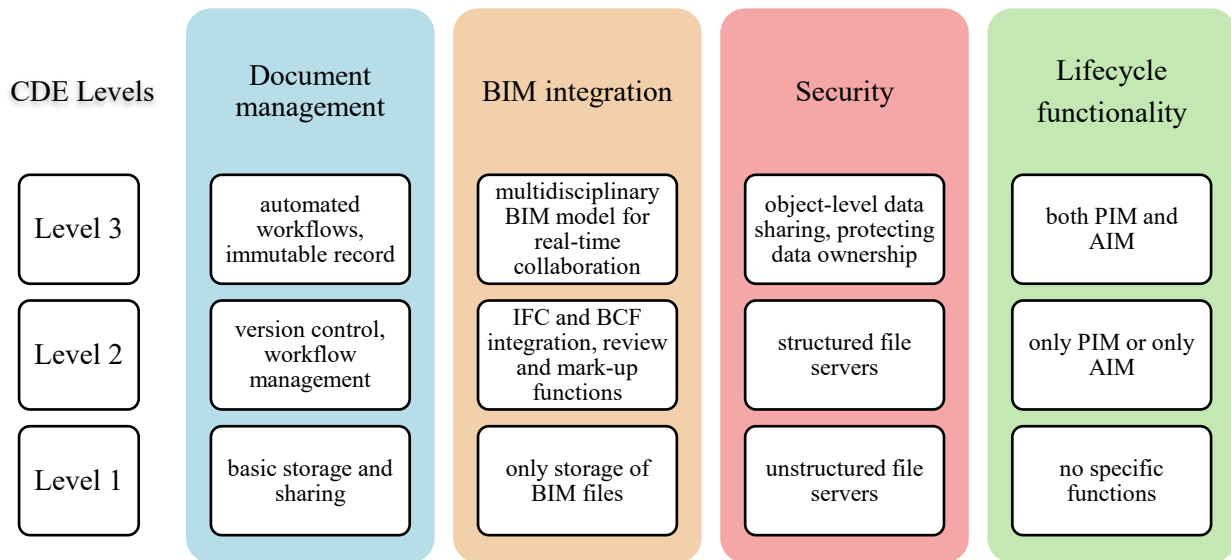 CDE Levels
Document
management
BIM integration
Security
Lifecycle
functionality
Level 3
automated
workflows,
immutable record
multidisciplinary
BIM model for
real-time
collaboration
object-level data
sharing, protecting
data ownership
both PIM and
AIM
Level 2
version control,
workflow
management
IFC and BCF
integration, review
and mark-up
functions
structured file
servers
only PIM or only
AIM
Level 1
basic storage and
sharing
only storage of
BIM files
unstructured file
servers
no specific
functions